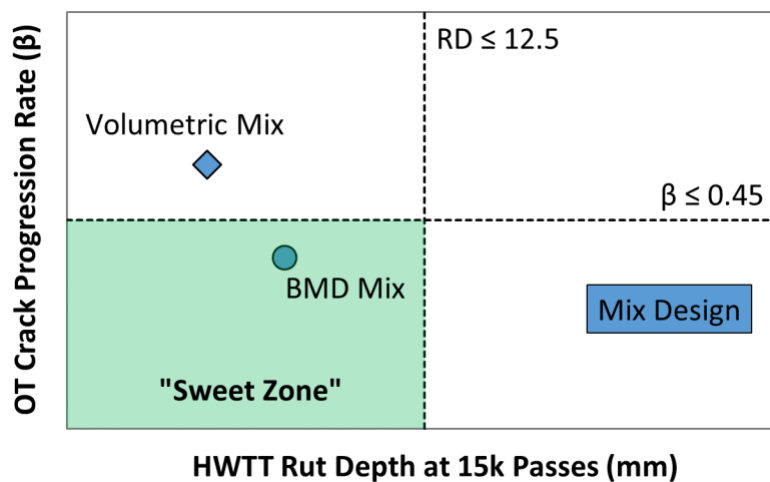 OT Crack Progression Rate (β)
RD ≤ 12.5
Volumetric Mix
β ≤ 0.45
BMD Mix
Mix Design
"Sweet Zone"
HWTT Rut Depth at 15k Passes (mm)